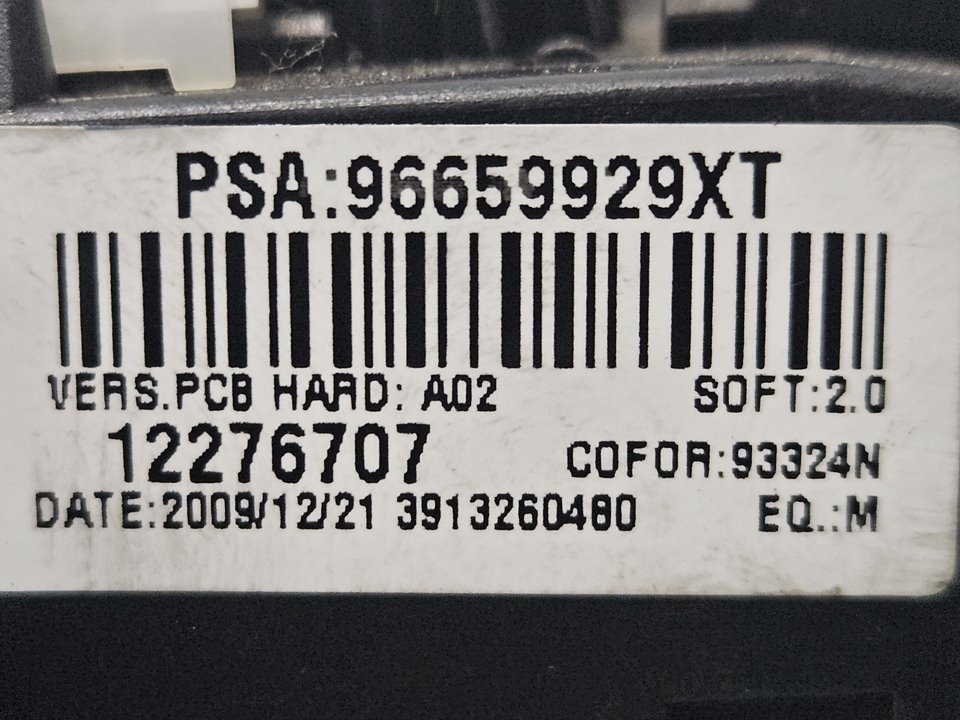 PSA:96659929XT
VERS.PCB HARD: A02 SOFT:2.0
12276707 COFOR:93324N
DATE:2009/12/21 3913260480 EQ.:M